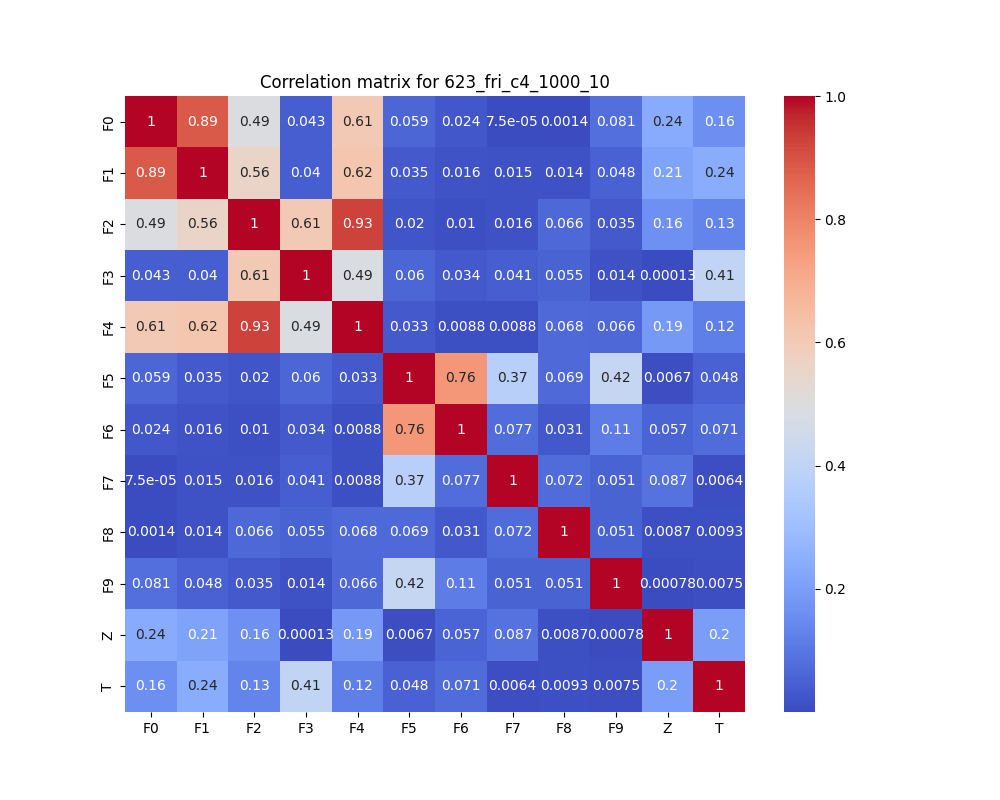 Correlation matrix for 623_fri_c4_1000_10
F0 1 0.89 0.49 0.043 0.61 0.059 0.024 7.5e-05 0.0014 0.081 0.24 0.16
F1 0.89 1 0.56 0.04 0.62 0.035 0.016 0.015 0.014 0.048 0.21 0.24
F2 0.49 0.56 1 0.61 0.93 0.02 0.01 0.016 0.066 0.035 0.16 0.13
F3 0.043 0.04 0.61 1 0.49 0.06 0.034 0.041 0.055 0.014 0.00013 0.41
F4 0.61 0.62 0.93 0.49 1 0.033 0.0088 0.0088 0.068 0.066 0.19 0.12
F5 0.059 0.035 0.02 0.06 0.033 1 0.76 0.37 0.069 0.42 0.0067 0.048
F6 0.024 0.016 0.01 0.034 0.0088 0.76 1 0.077 0.031 0.11 0.057 0.071
F7 7.5e-05 0.015 0.016 0.041 0.0088 0.37 0.077 1 0.072 0.051 0.087 0.0064
F8 0.0014 0.014 0.066 0.055 0.068 0.069 0.031 0.072 1 0.051 0.0087 0.0093
F9 0.081 0.048 0.035 0.014 0.066 0.42 0.11 0.051 0.051 1 0.00078 0.0075
Z 0.24 0.21 0.16 0.00013 0.19 0.0067 0.057 0.087 0.0087 0.00078 1 0.2
T 0.16 0.24 0.13 0.41 0.12 0.048 0.071 0.0064 0.0093 0.0075 0.2 1
F0 F1 F2 F3 F4 F5 F6 F7 F8 F9 Z T
1.0
0.8
0.6
0.4
0.2